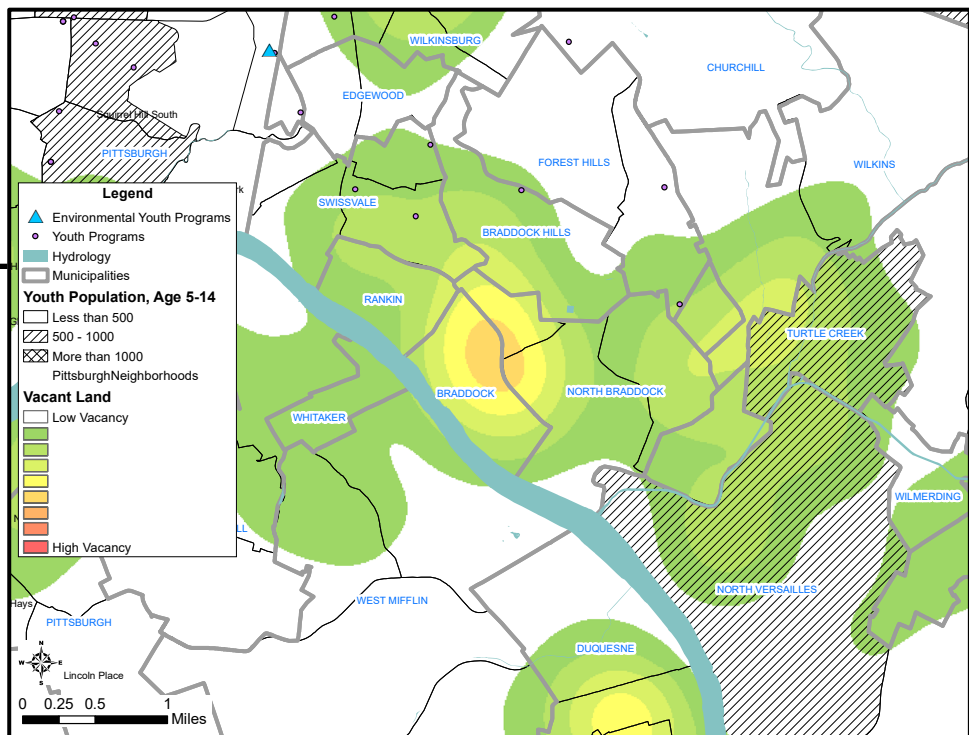 WILKINSBURG
CHURCHILL
EDGEWOOD
Squirrel Hill South
PITTSBURGH
FOREST HILLS
WILKINS
SWISSVALE
BRADDOCK HILLS
RANKIN
TURTLE CREEK
BRADDOCK
NORTH BRADDOCK
WHITAKER
WILMERDING
NORTH VERSAILLES
WEST MIFFLIN
DUQUESNE
Hays
PITTSBURGH
Lincoln Place
Legend
Environmental Youth Programs
Youth Programs
Hydrology
Municipalities
Youth Population, Age 5-14
Less than 500
500 - 1000
More than 1000
PittsburghNeighborhoods
Vacant Land
Low Vacancy
High Vacancy
N
W E
S
0 0.25 0.5 1
Miles